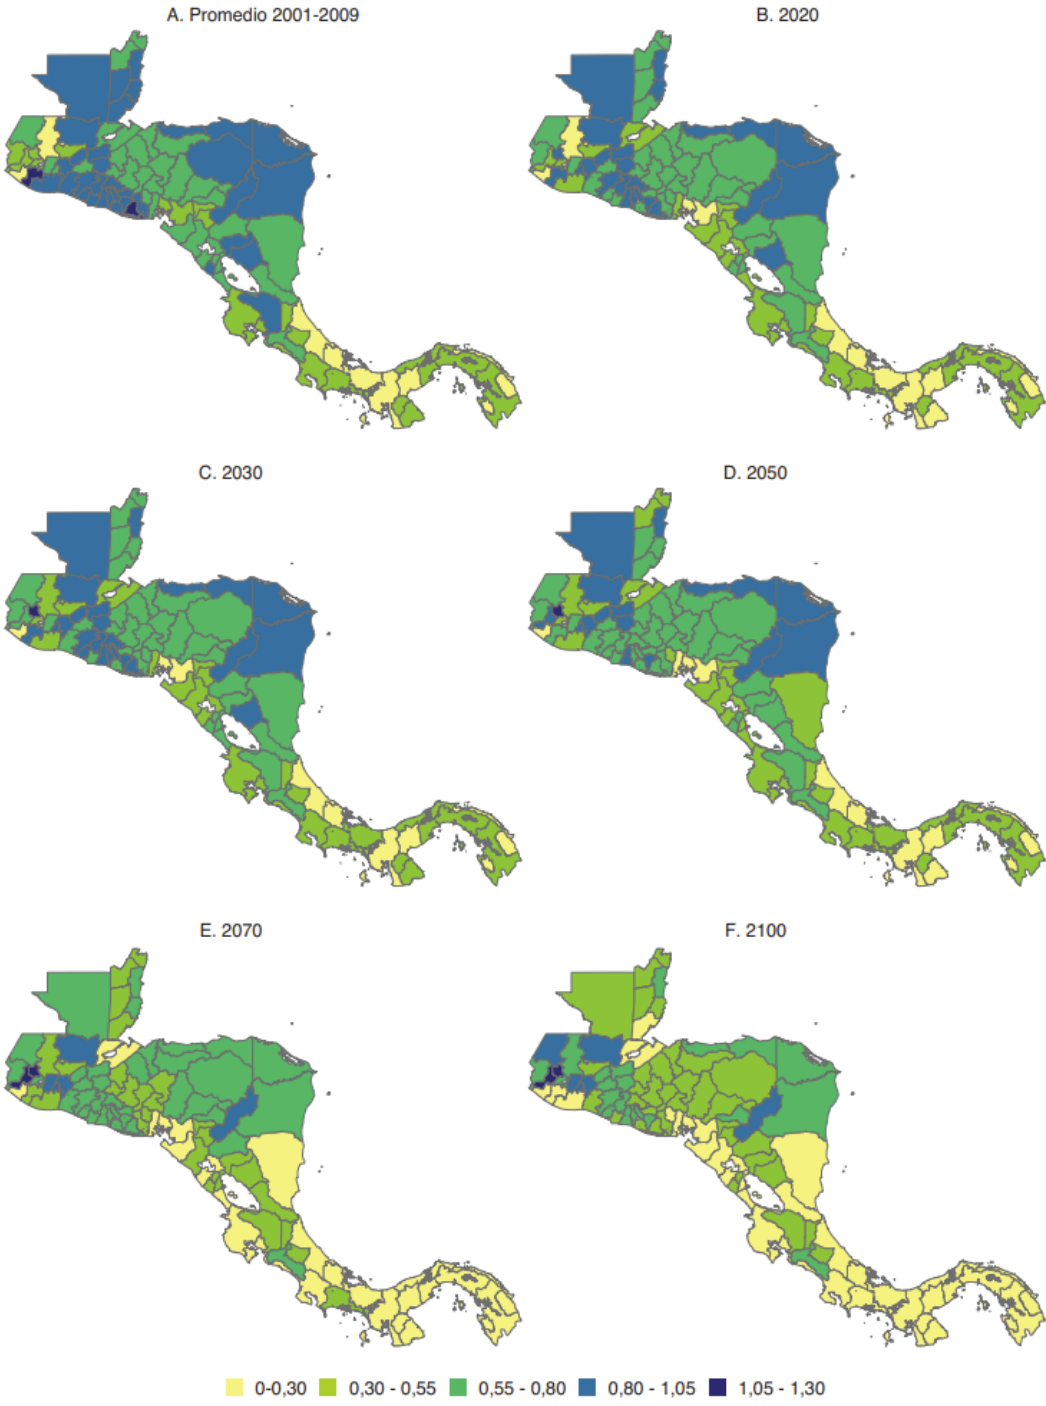 A. Promedio 2001-2009
B. 2020
C. 2030
D. 2050
E. 2070
F. 2100
0-0,30
0,30 - 0,55
0,55 - 0,80
0,80 - 1,05
1,05 - 1,30